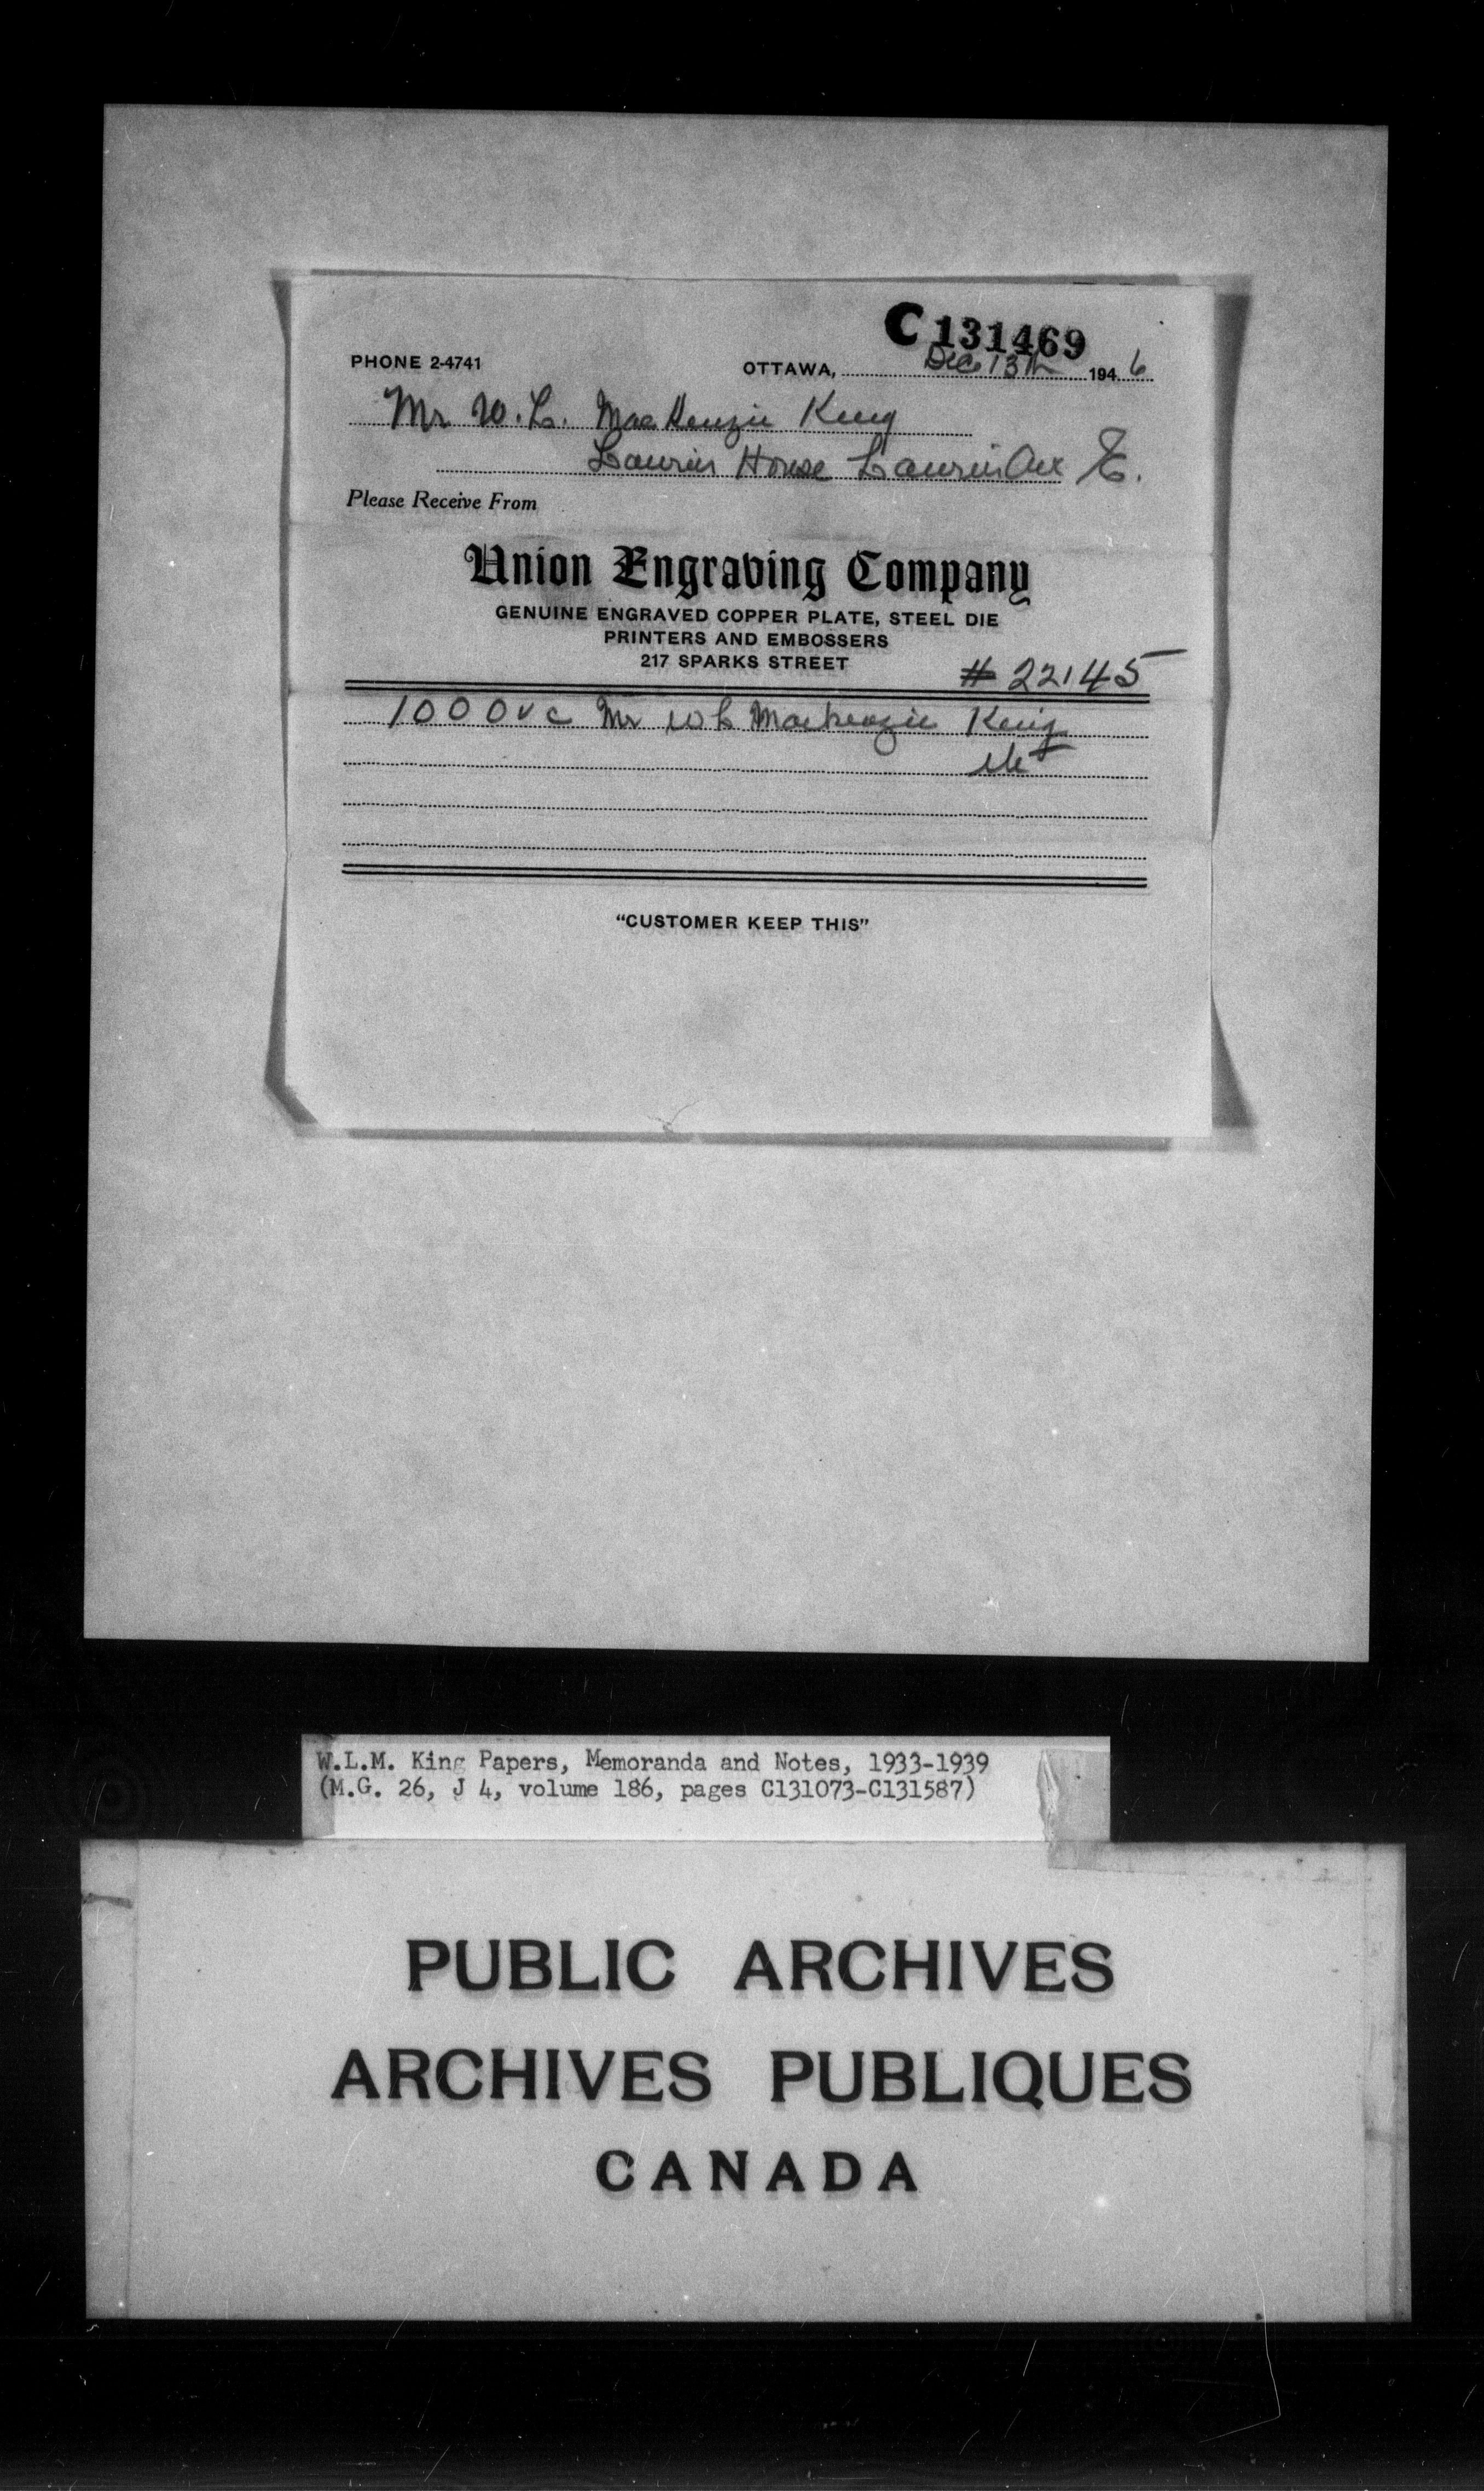 C 131469
PHONE 2-4741 OTTAWA, Dec 13th 1946
Mr W. L. MacKenzie King
Laurier House Laurier Ave E.
Please Receive From
Union Engraving Company
GENUINE ENGRAVED COPPER PLATE, STEEL DIE
PRINTERS AND EMBOSSERS
217 SPARKS STREET
# 22145
1000 vc Mr W L Mackenzie King
"CUSTOMER KEEP THIS"
W.L.M. King Papers, Memoranda and Notes, 1933-1939
(M.G. 26, J 4, volume 186, pages C131073-C131587)
PUBLIC ARCHIVES
ARCHIVES PUBLIQUES
CANADA